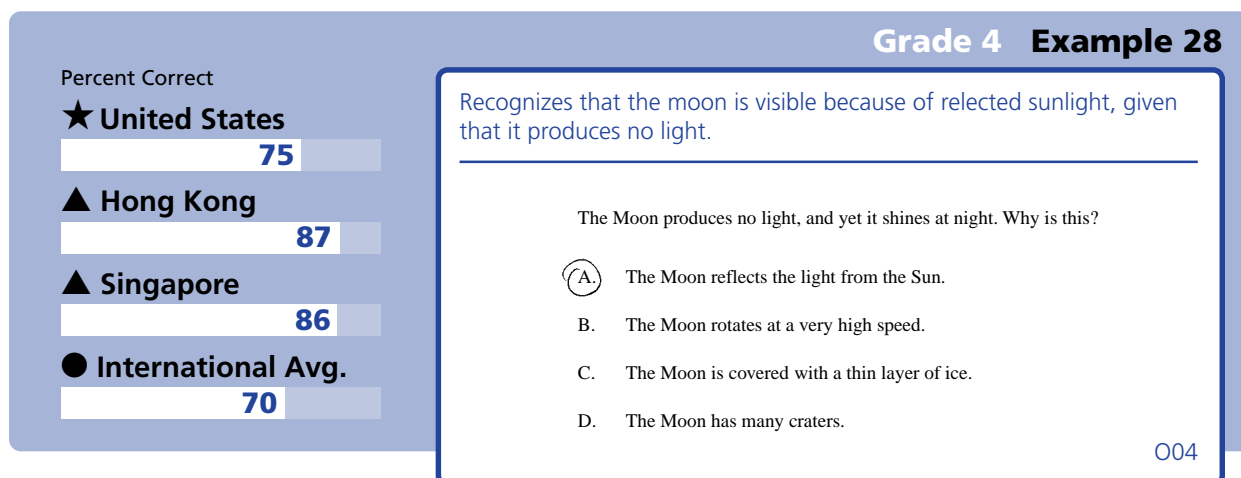 Grade 4 Example 28
Percent Correct
★ United States
75
▲ Hong Kong
87
▲ Singapore
86
● International Avg.
70
Recognizes that the moon is visible because of relected sunlight, given
that it produces no light.
The Moon produces no light, and yet it shines at night. Why is this?
A. The Moon reflects the light from the Sun.
B. The Moon rotates at a very high speed.
C. The Moon is covered with a thin layer of ice.
D. The Moon has many craters.
O04